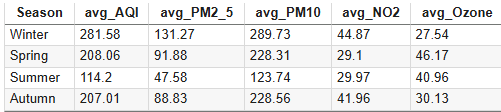 Season avg_AQI avg_PM2_5 avg_PM10 avg_NO2 avg_Ozone
Winter 281.58 131.27 289.73 44.87 27.54
Spring 208.06 91.88 228.31 29.1 46.17
Summer 114.2 47.58 123.74 29.97 40.96
Autumn 207.01 88.83 228.56 41.96 30.13